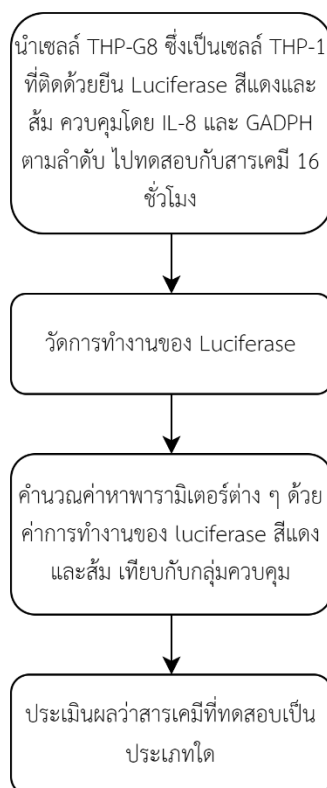 นำเซลล์ THP-G8 ซึ่งเป็นเซลล์ THP-1
ที่ติดด้วยยีน Luciferase สีแดงและ
ส้ม ควบคุมโดย IL-8 และ GADPH
ตามลำดับ ไปทดสอบกับสารเคมี 16
ชั่วโมง
วัดการทำงานของ Luciferase
คำนวณค่าหาพารามิเตอร์ต่าง ๆ ด้วย
ค่าการทำงานของ luciferase สีแดง
และส้ม เทียบกับกลุ่มควบคุม
ประเมินผลว่าสารเคมีที่ทดสอบเป็น
ประเภทใด